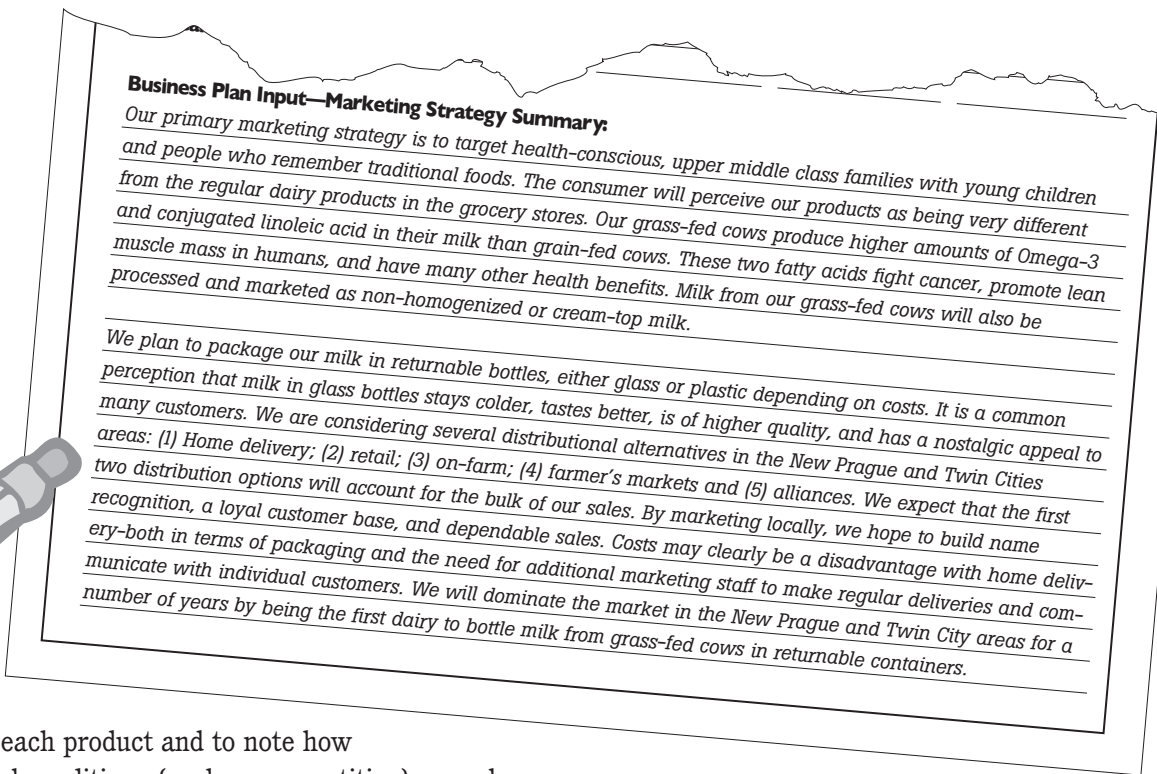 Business Plan Input—Marketing Strategy Summary:
Our primary marketing strategy is to target health-conscious, upper middle class families with young children
and people who remember traditional foods. The consumer will perceive our products as being very different
from the regular dairy products in the grocery stores. Our grass-fed cows produce higher amounts of Omega-3
and conjugated linoleic acid in their milk than grain-fed cows. These two fatty acids fight cancer, promote lean
muscle mass in humans, and have many other health benefits. Milk from our grass-fed cows will also be
processed and marketed as non-homogenized or cream-top milk.
We plan to package our milk in returnable bottles, either glass or plastic depending on costs. It is a common
perception that milk in glass bottles stays colder, tastes better, is of higher quality, and has a nostalgic appeal to
many customers. We are considering several distributional alternatives in the New Prague and Twin Cities
areas: (1) Home delivery; (2) retail; (3) on-farm; (4) farmer's markets and (5) alliances. We expect that the first
two distribution options will account for the bulk of our sales. By marketing locally, we hope to build name
recognition, a loyal customer base, and dependable sales. Costs may clearly be a disadvantage with home deliv-
ery-both in terms of packaging and the need for additional marketing staff to make regular deliveries and com-
municate with individual customers. We will dominate the market in the New Prague and Twin City areas for a
number of years by being the first dairy to bottle milk from grass-fed cows in returnable containers.
each product and to note how